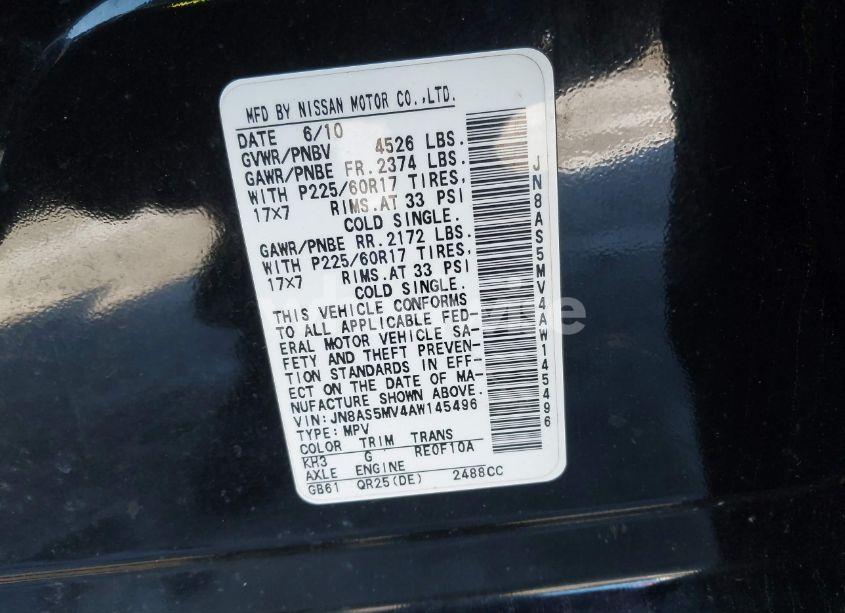 MFD BY NISSAN MOTOR CO.,LTD.
DATE 6/10
GVWR/PNBV 4526 LBS.
GAWR/PNBE FR.2374 LBS.
WITH P225/60R17 TIRES,
17X7 RIMS.AT 33 PSI
COLD SINGLE.
GAWR/PNBE RR.2172 LBS.
WITH P225/60R17 TIRES,
17X7 RIMS.AT 33 PSI
COLD SINGLE.
THIS VEHICLE CONFORMS
TO ALL APPLICABLE FED-
ERAL MOTOR VEHICLE SA-
FETY AND THEFT PREVEN-
TION STANDARDS IN EFF-
ECT ON THE DATE OF MA-
NUFACTURE SHOWN ABOVE.
VIN:JN8AS5MV4AW145496
TYPE:MPV
COLOR TRIM TRANS
KH3 G RE0F10A
AXLE ENGINE
GB61 QR25(DE) 2488CC
JN8AS5MV4AW145496